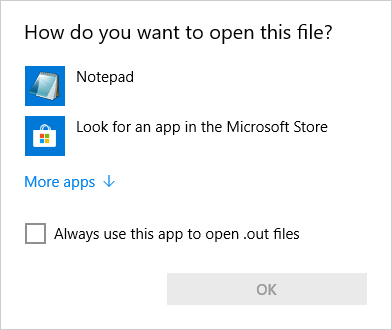 How do you want to open this file?
Notepad
Look for an app in the Microsoft Store
More apps ↓
Always use this app to open .out files
OK